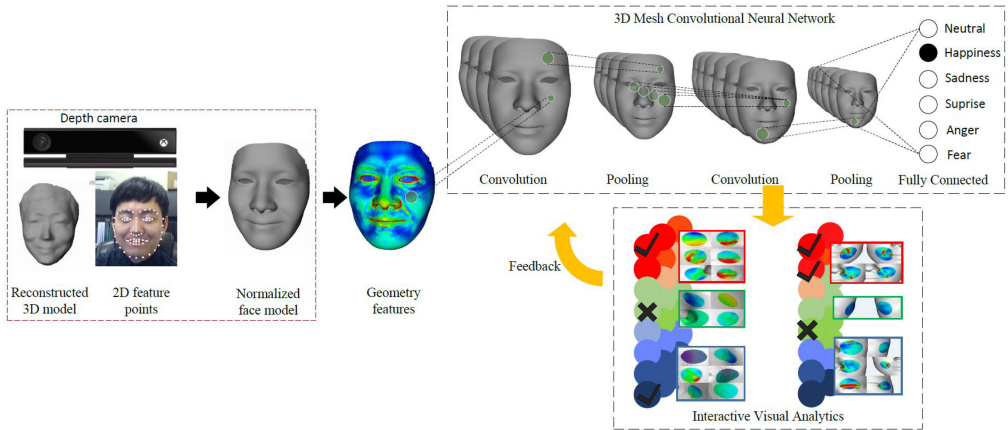 3D Mesh Convolutional Neural Network
Neutral
Happiness
Sadness
Suprise
Anger
Fear
Convolution
Pooling
Convolution
Pooling
Fully Connected
Depth camera
Reconstructed
3D model
2D feature
points
Normalized
face model
Geometry
features
Feedback
Interactive Visual Analytics